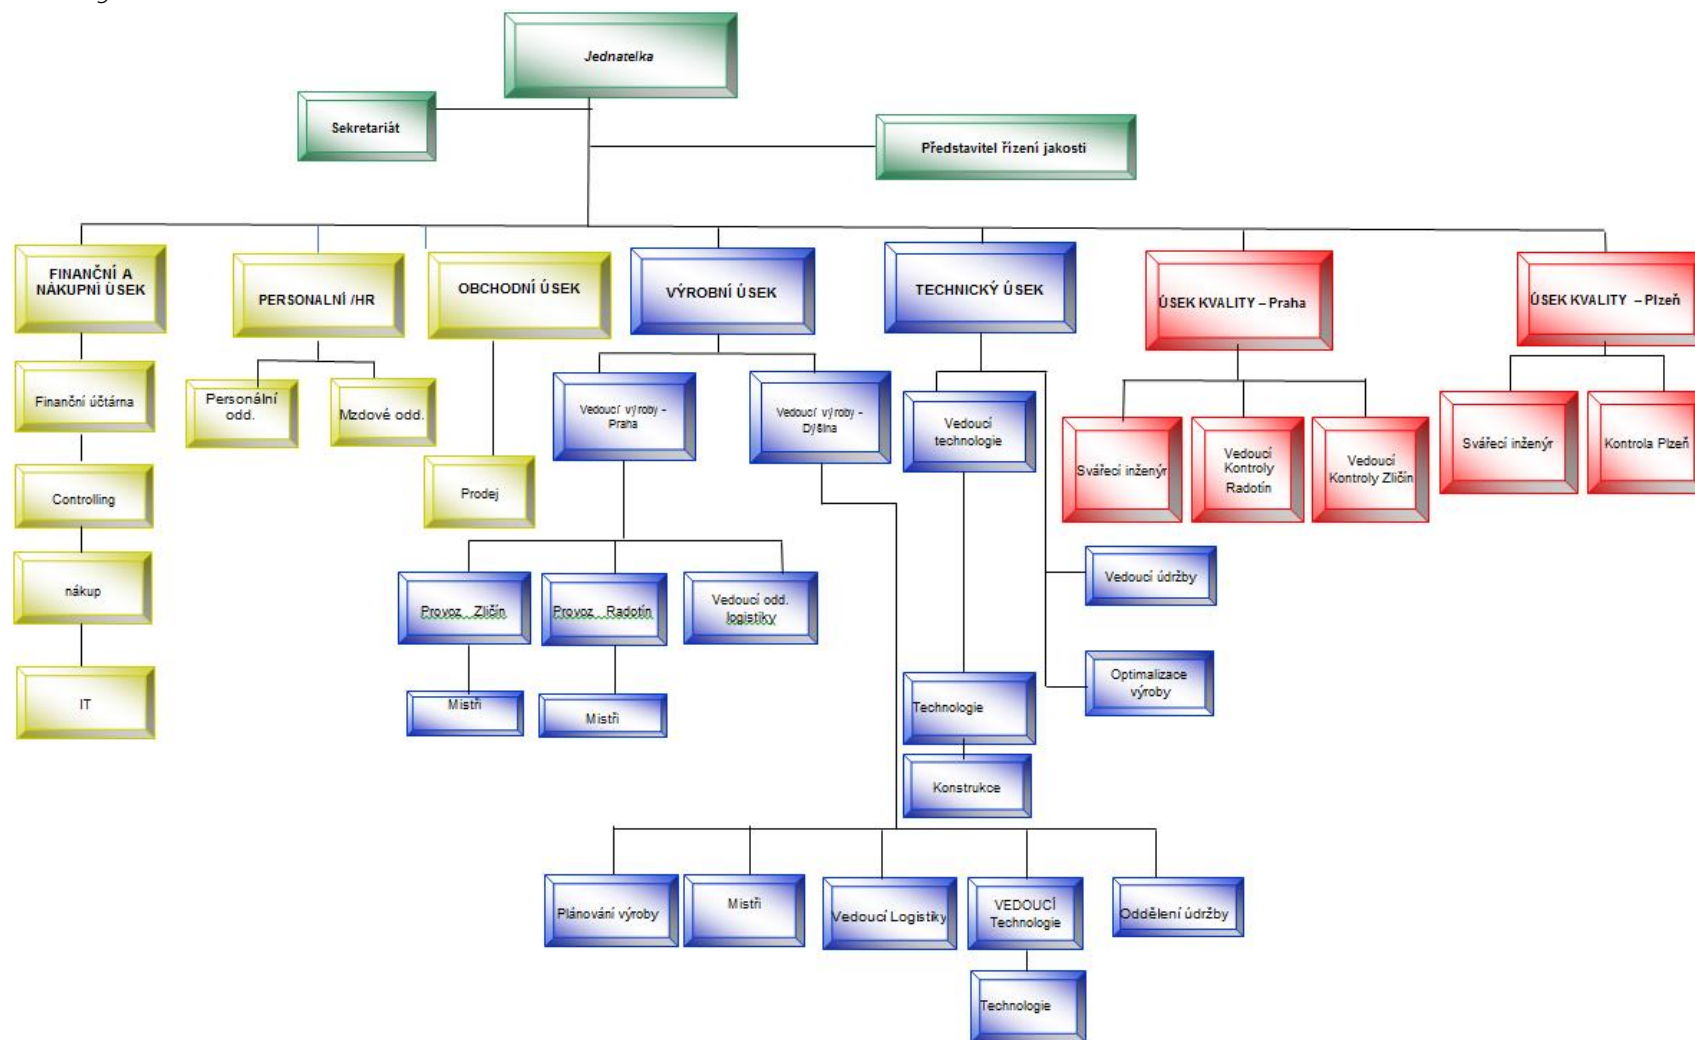 Jednatelka
Sekretariát
Představitel řízení jakosti
FINANČNÍ A
NÁKUPNÍ ÚSEK
PERSONALNÍ /HR
OBCHODNÍ ÚSEK
VÝROBNÍ ÚSEK
TECHNICKÝ ÚSEK
ÚSEK KVALITY – Praha
ÚSEK KVALITY – Plzeň
Finanční účtárna
Personální
odd.
Mzdové odd.
Vedoucí výroby -
Praha
Vedoucí výroby -
Dýšina
Vedoucí
technologie
Svářecí inženýr
Vedoucí
Kontroly
Radotín
Vedoucí
Kontroly Zličín
Svářecí inženýr
Kontrola Plzeň
Controlling
Prodej
nákup
Provoz Zličín
Provoz Radotín
Vedoucí odd.
logistiky
Vedoucí údržby
IT
Mistři
Mistři
Technologie
Optimalizace
výroby
Konstrukce
Plánování výroby
Mistři
Vedoucí Logistiky
VEDOUCÍ
Technologie
Oddělení údržby
Technologie